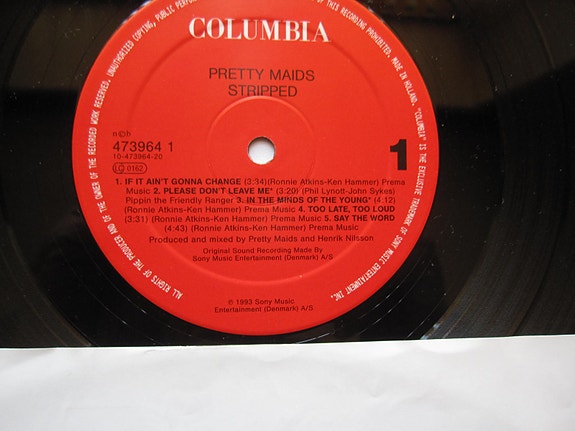 COLUMBIA
PRETTY MAIDS
STRIPPED
n©b
473964 1
10-473964-20
LC 0162
1
1. IF IT AIN'T GONNA CHANGE (3:34)(Ronnie Atkins-Ken Hammer) Prema
Music 2. PLEASE DON'T LEAVE ME* (3:20) (Phil Lynott-John Sykes)
Pippin the Friendly Ranger 3. IN THE MINDS OF THE YOUNG* (4:12)
(Ronnie Atkins-Ken Hammer) Prema Music 4. TOO LATE, TOO LOUD
(3:31) (Ronnie Atkins-Ken Hammer) Prema Music 5. SAY THE WORD
(4:43) (Ronnie Atkins-Ken Hammer) Prema Music
Produced and mixed by Pretty Maids and Henrik Nilsson
Original Sound Recording Made By
Sony Music Entertainment (Denmark) A/S
℗ 1993 Sony Music
Entertainment (Denmark) A/S
ALL RIGHTS OF THE PRODUCER AND OF THE OWNER OF THE RECORDED WORK RESERVED. UNAUTHORISED COPYING, PUBLIC OF THIS RECORDING PROHIBITED. MADE IN HOLLAND. "COLUMBIA" IS THE EXCLUSIVE TRADEMARK OF SONY MUSIC ENTERTAINMENT, INC.